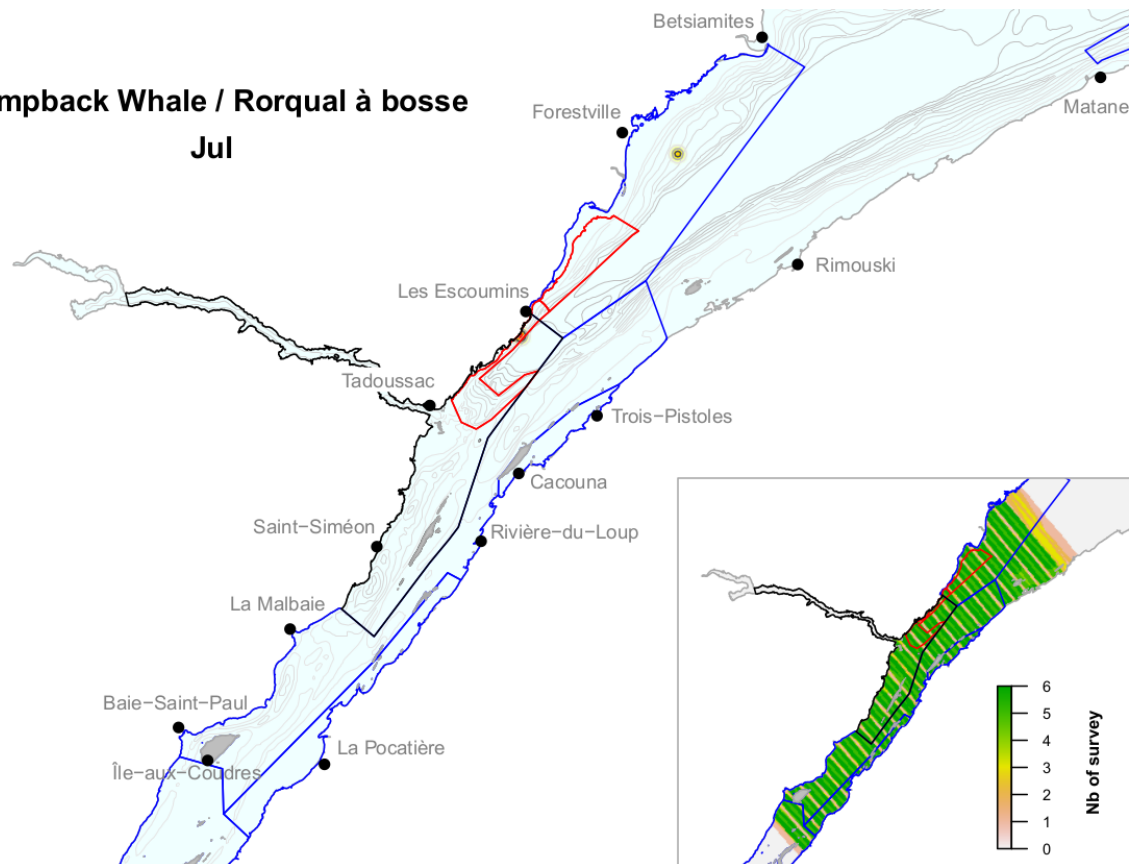 mpback Whale / Rorqual à bosse
Jul
Betsiamites
Forestville
Matane
Rimouski
Les Escoumins
Tadoussac
Trois−Pistoles
Cacouna
Saint−Siméon
Rivière−du−Loup
La Malbaie
Baie−Saint−Paul
La Pocatière
Île−aux−Coudres
6
5
4
3
2
1
0
Nb of survey